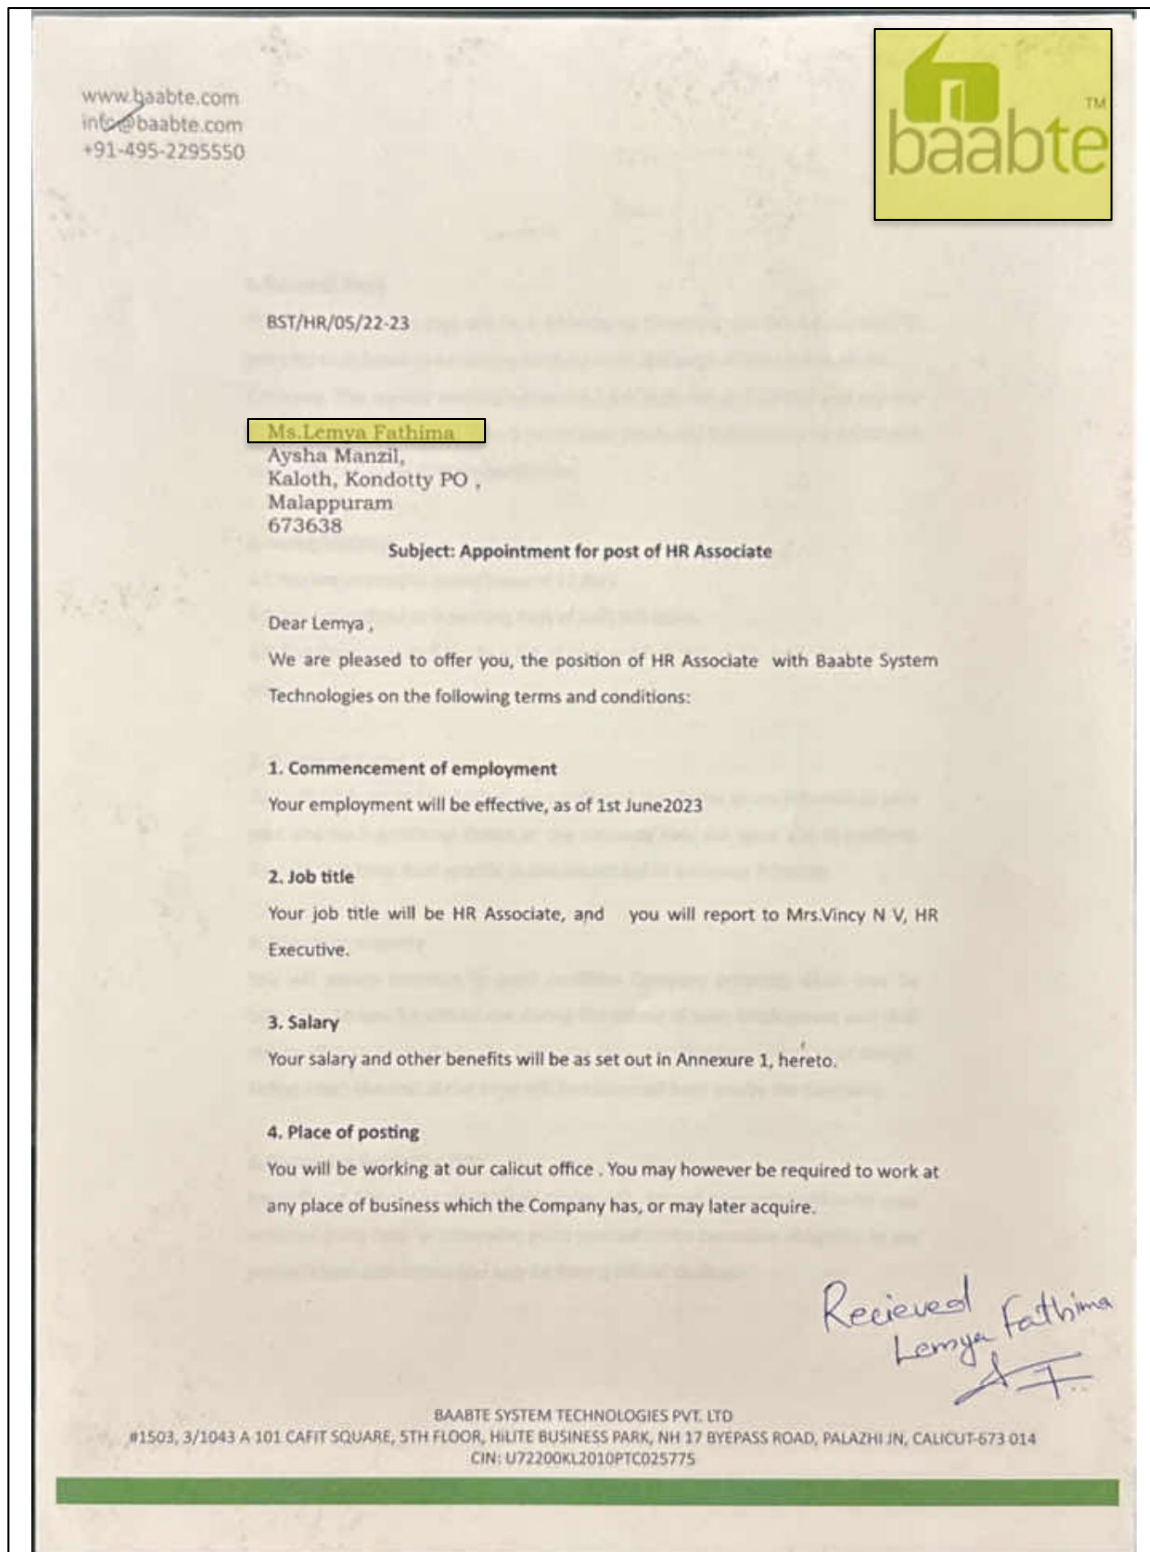 www.baabte.com
info@baabte.com
+91-495-2295550
baabte TM
BST/HR/05/22-23
Ms.Lemya Fathima
Aysha Manzil,
Kaloth, Kondotty PO ,
Malappuram
673638
Subject: Appointment for post of HR Associate
Dear Lemya ,
We are pleased to offer you, the position of HR Associate with Baabte System
Technologies on the following terms and conditions:
1. Commencement of employment
Your employment will be effective, as of 1st June2023
2. Job title
Your job title will be HR Associate, and you will report to Mrs.Vincy N V, HR
Executive.
3. Salary
Your salary and other benefits will be as set out in Annexure 1, hereto.
4. Place of posting
You will be working at our calicut office . You may however be required to work at
any place of business which the Company has, or may later acquire.
Recieved
Lemya Fathima
BAABTE SYSTEM TECHNOLOGIES PVT. LTD
#1503, 3/1043 A 101 CAFIT SQUARE, 5TH FLOOR, HiLITE BUSINESS PARK, NH 17 BYEPASS ROAD, PALAZHI JN, CALICUT-673 014
CIN: U72200KL2010PTC025775